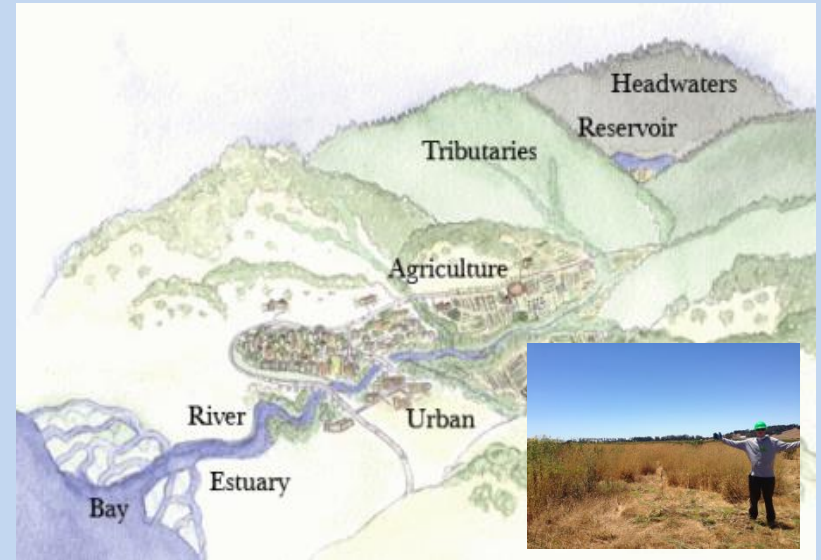 Headwaters
Reservoir
Tributaries
Agriculture
River
Urban
Estuary
Bay